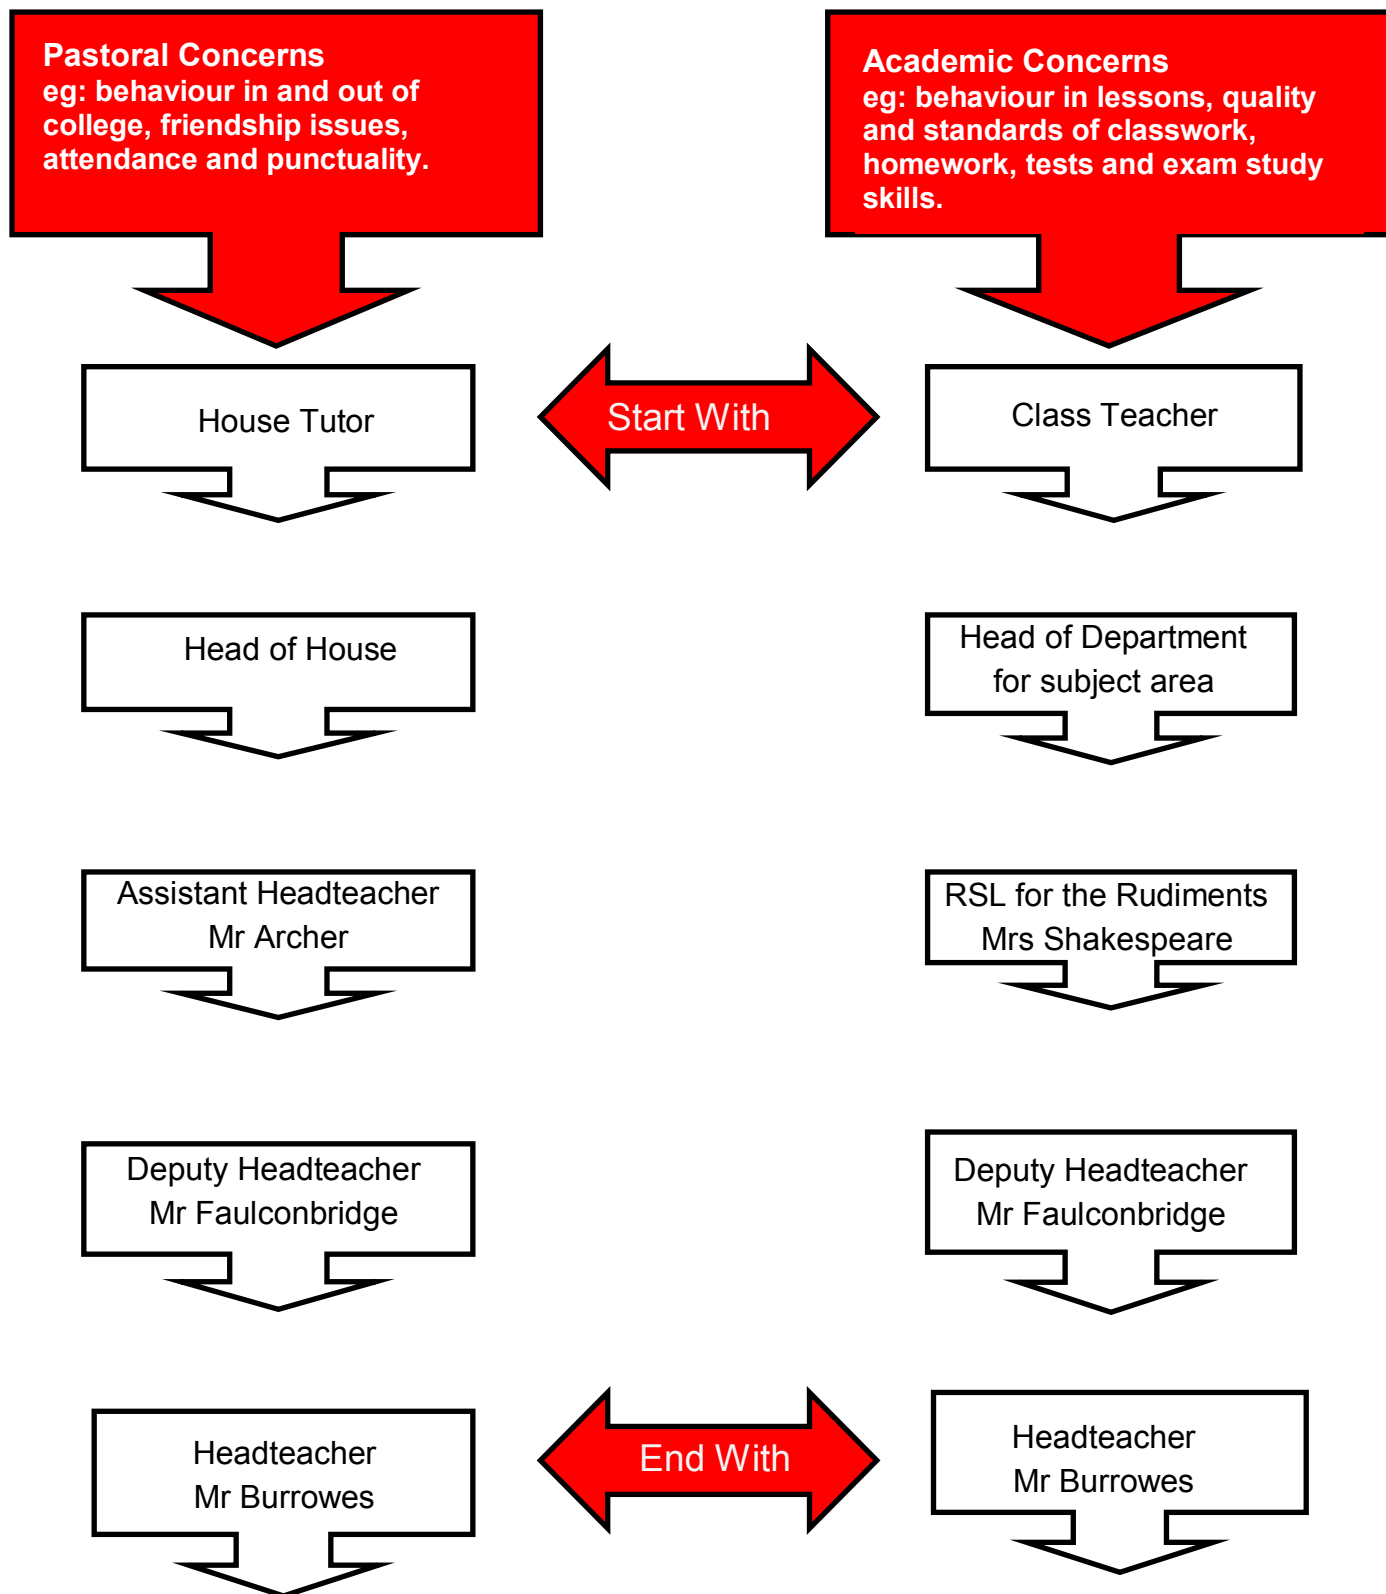 Pastoral Concerns
eg: behaviour in and out of
college, friendship issues,
attendance and punctuality.
Academic Concerns
eg: behaviour in lessons, quality
and standards of classwork,
homework, tests and exam study
skills.
House Tutor
Start With
Class Teacher
Head of House
Head of Department
for subject area
Assistant Headteacher
Mr Archer
RSL for the Rudiments
Mrs Shakespeare
Deputy Headteacher
Mr Faulconbridge
Deputy Headteacher
Mr Faulconbridge
Headteacher
Mr Burrowes
End With
Headteacher
Mr Burrowes